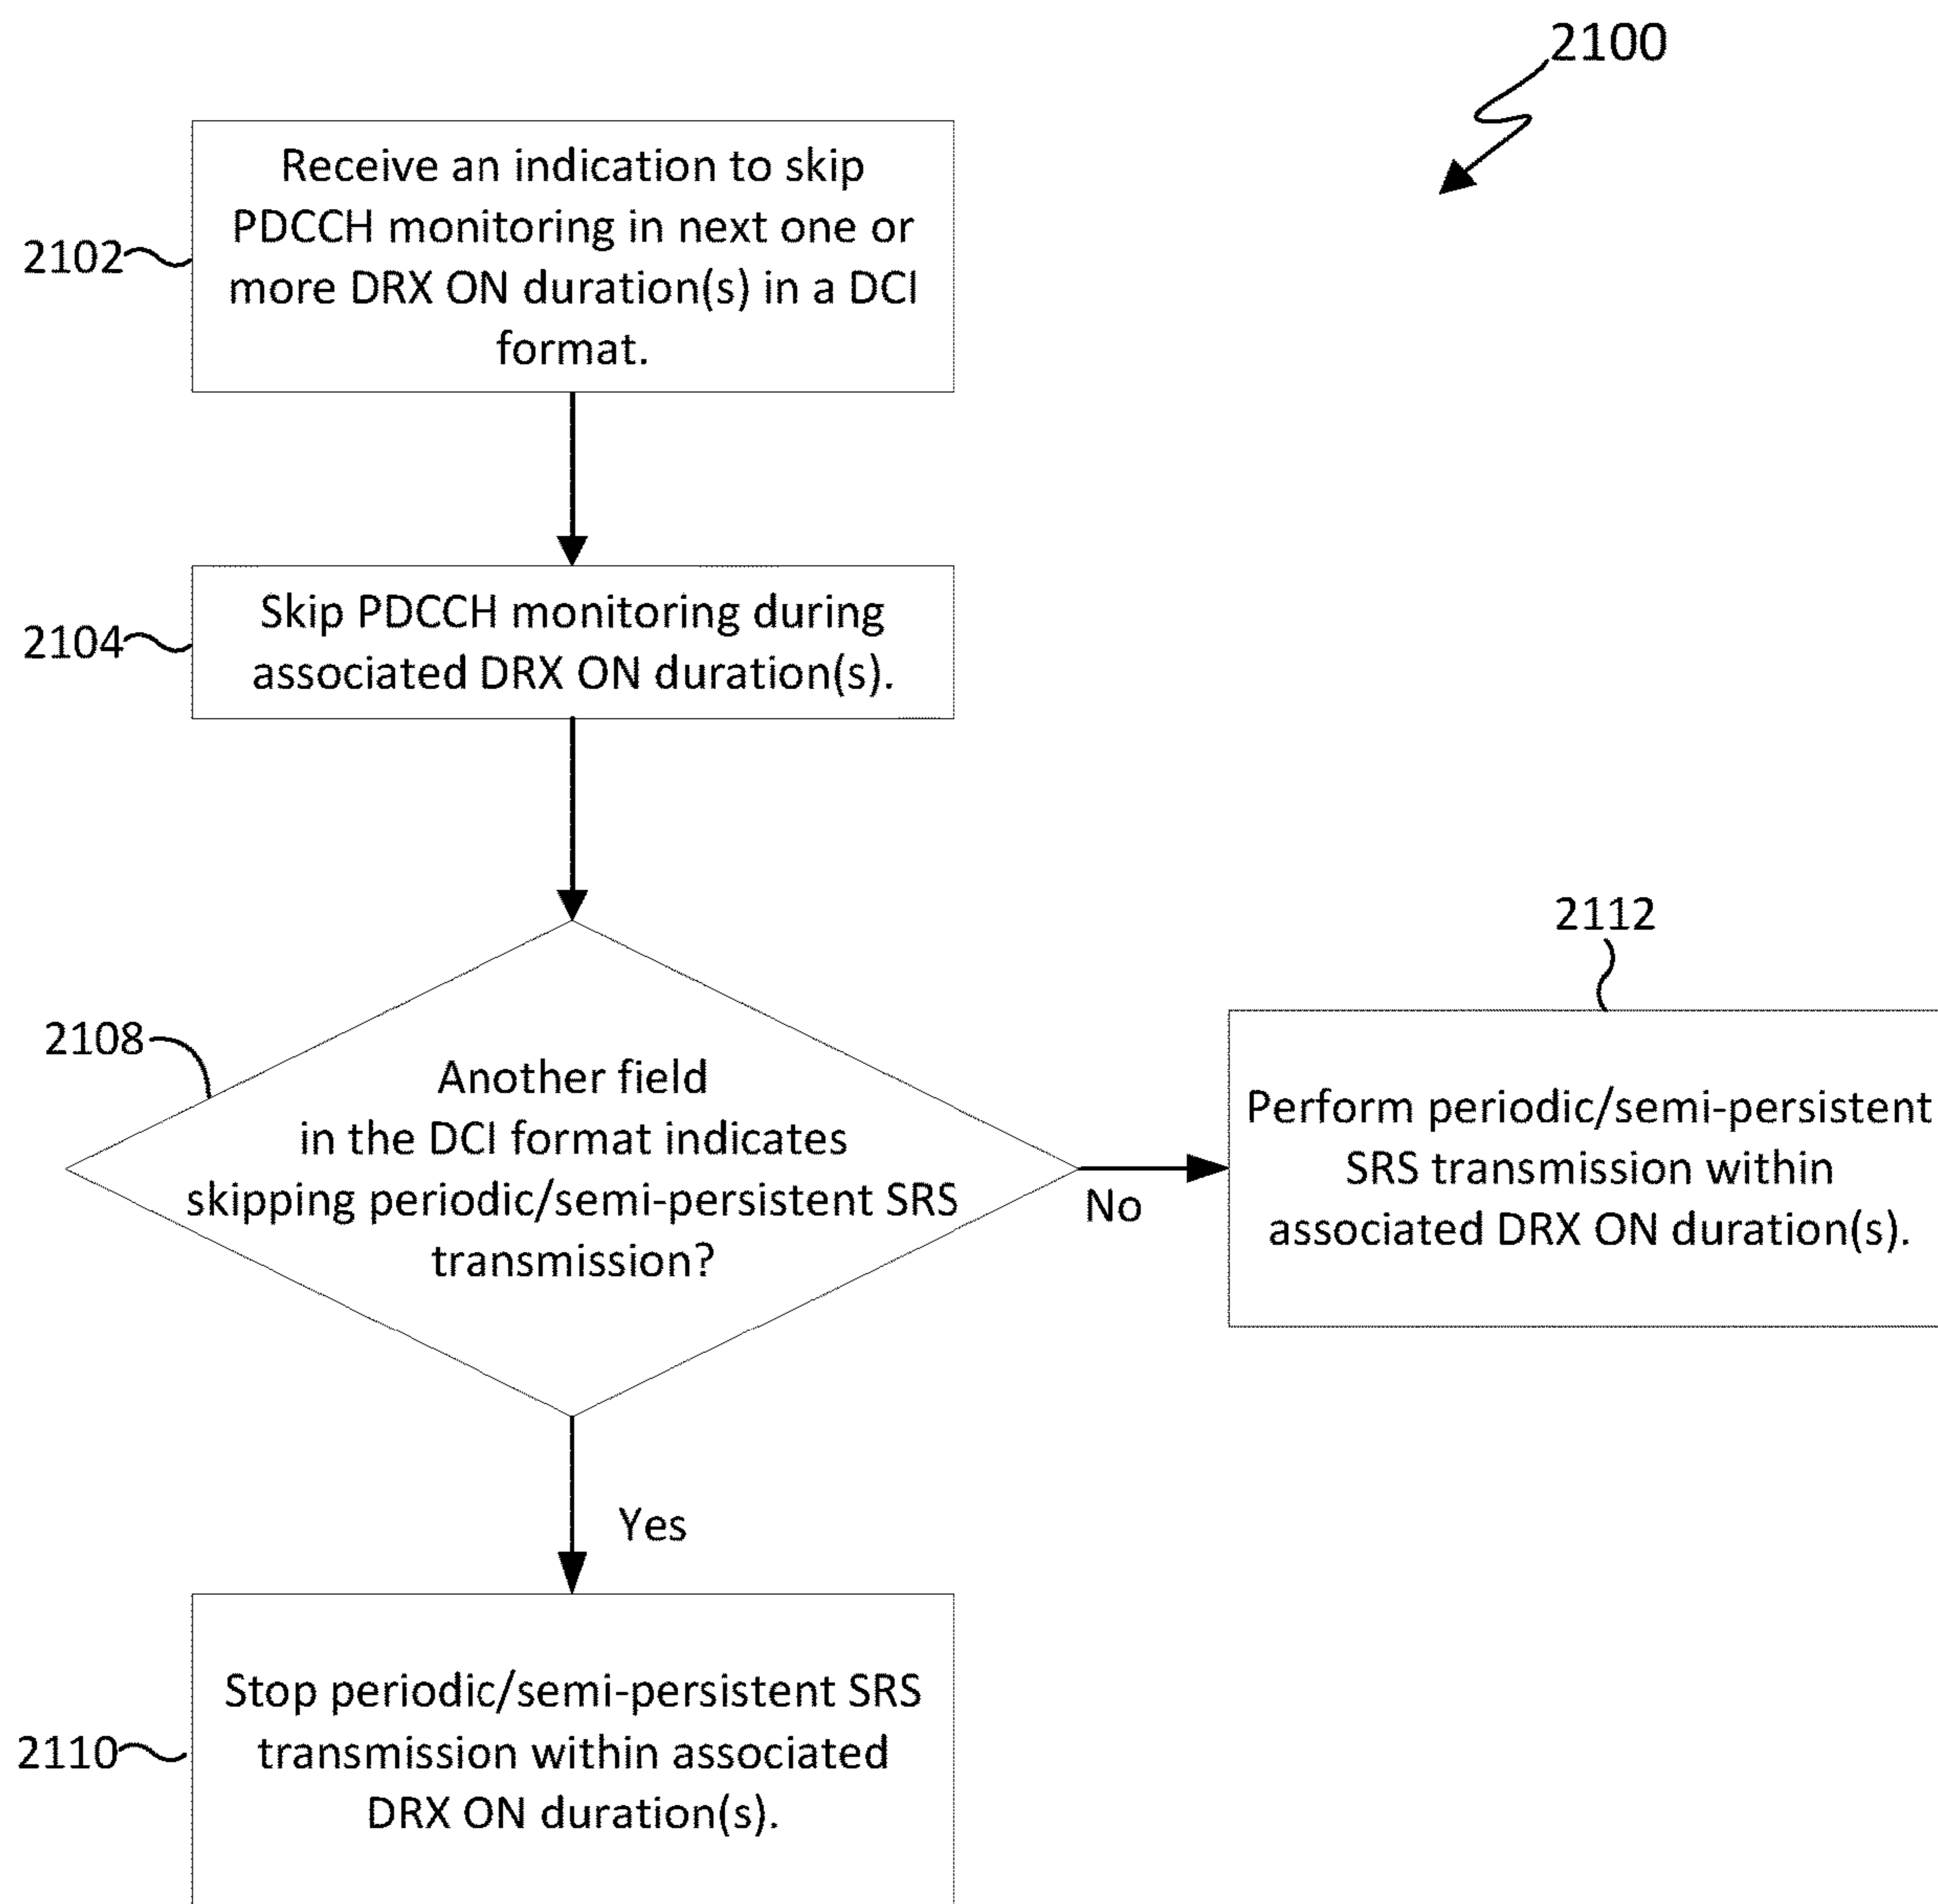 2100
Receive an indication to skip
PDCCH monitoring in next one or
more DRX ON duration(s) in a DCI
format.
2102
Skip PDCCH monitoring during
associated DRX ON duration(s).
2104
2112
2108
Another field
in the DCI format indicates
skipping periodic/semi-persistent SRS
transmission?
No
Perform periodic/semi-persistent
SRS transmission within
associated DRX ON duration(s).
Yes
Stop periodic/semi-persistent SRS
transmission within associated
DRX ON duration(s).
2110